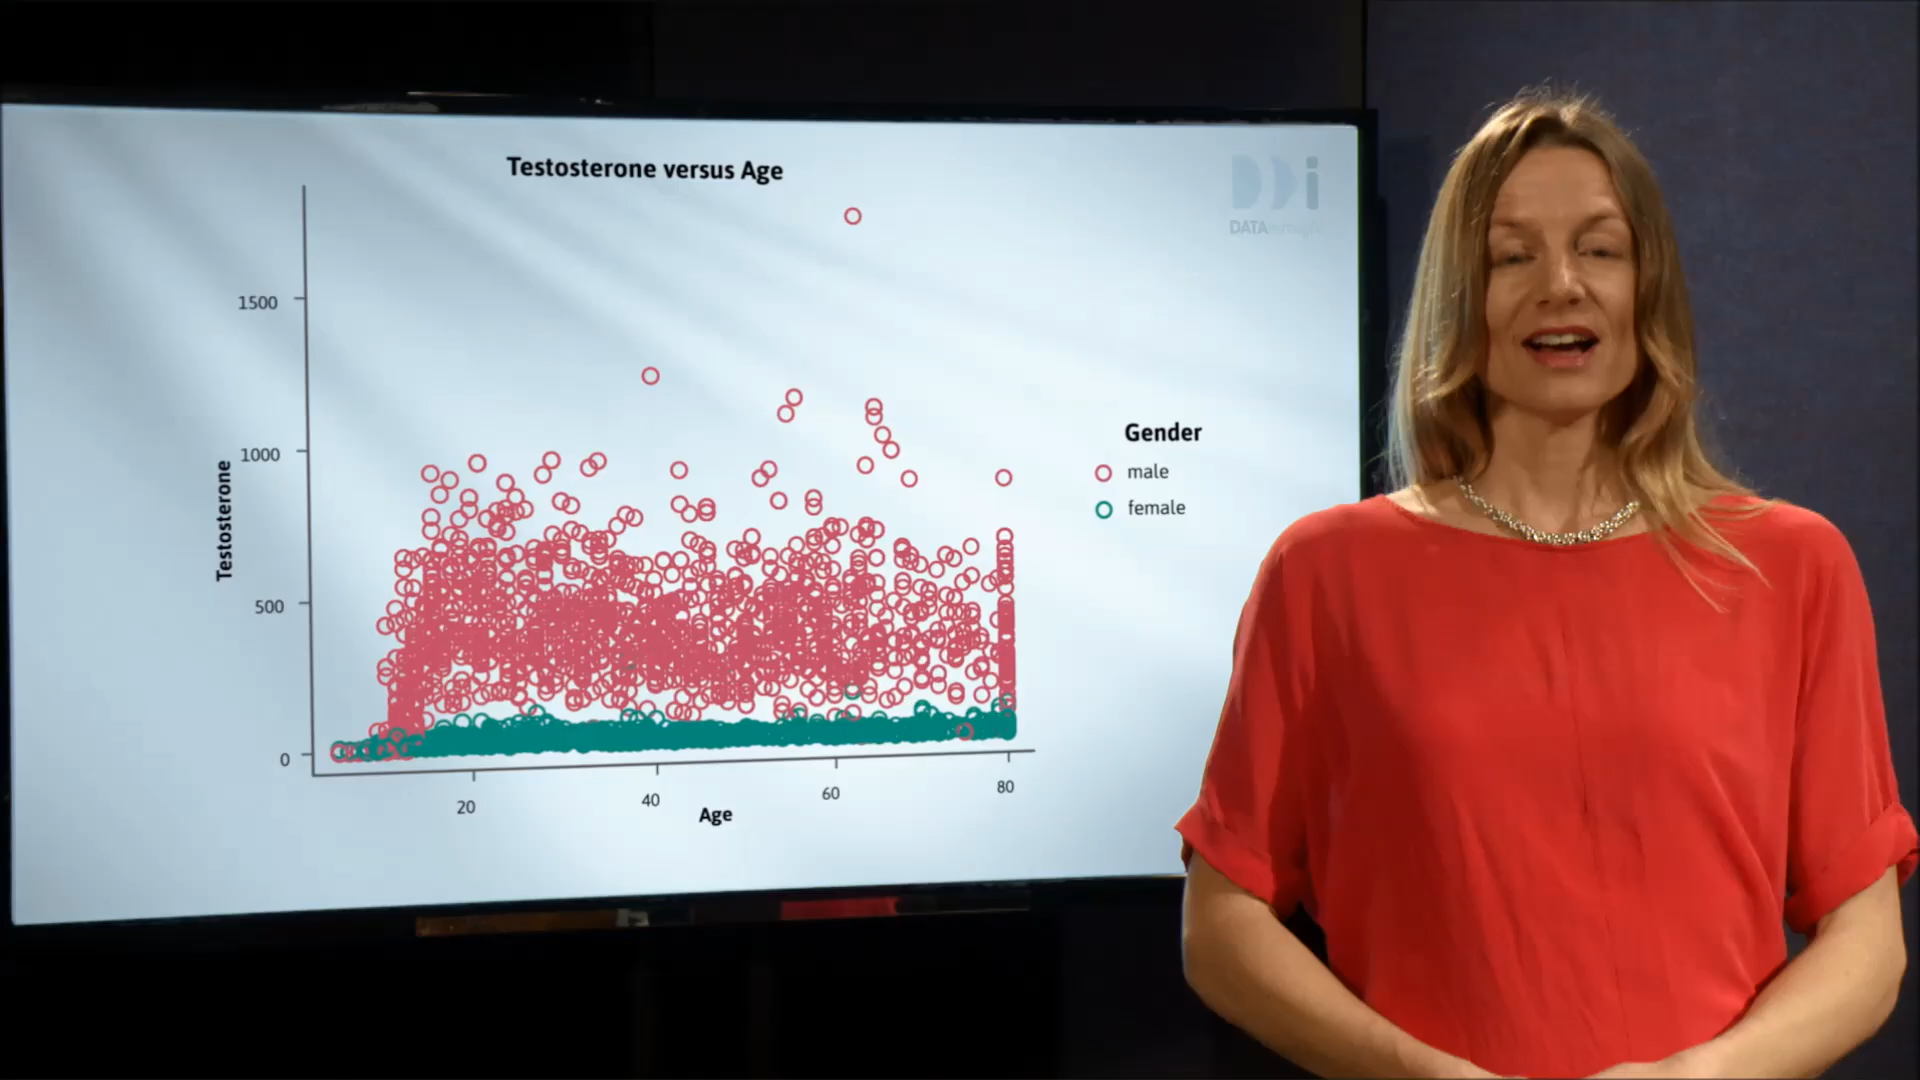 Testosterone versus Age
DATA
1500
1000
500
0
Testosterone
20
40
60
80
Age
Gender
male
female